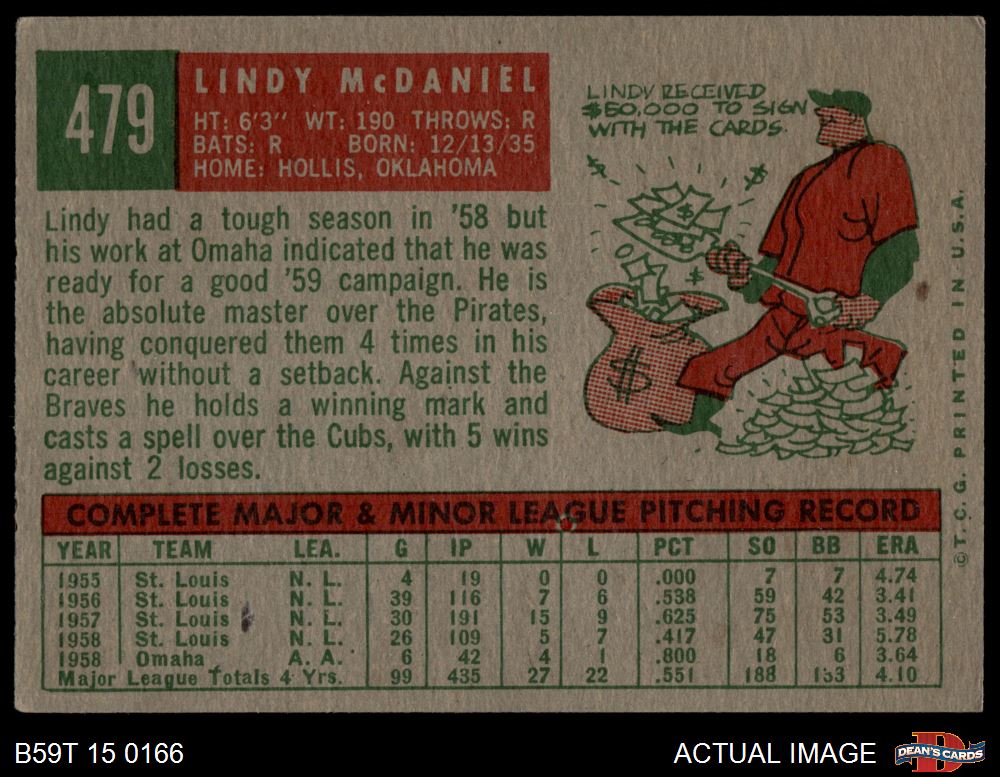 479
LINDY McDANIEL
HT: 6'3" WT: 190 THROWS: R
BATS: R BORN: 12/13/35
HOME: HOLLIS, OKLAHOMA
LINDY RECEIVED
$50,000 TO SIGN
WITH THE CARDS.
Lindy had a tough season in '58 but
his work at Omaha indicated that he was
ready for a good '59 campaign. He is
the absolute master over the Pirates,
having conquered them 4 times in his
career without a setback. Against the
Braves he holds a winning mark and
casts a spell over the Cubs, with 5 wins
against 2 losses.
©T.C.G. PRINTED IN U.S.A.
COMPLETE MAJOR & MINOR LEAGUE PITCHING RECORD
YEAR TEAM LEA. G IP W L PCT SO BB ERA
1955 St. Louis N. L. 4 19 0 0 .000 7 7 4.74
1956 St. Louis N. L. 39 116 7 6 .538 59 42 3.41
1957 St. Louis N. L. 30 191 15 9 .625 75 53 3.49
1958 St. Louis N. L. 26 109 5 7 .417 47 31 5.78
1958 Omaha A. A. 6 42 4 1 .800 18 6 3.64
Major League Totals 4 Yrs. 99 435 27 22 .551 188 133 4.10
B59T 15 0166
ACTUAL IMAGE
DEAN'S CARDS